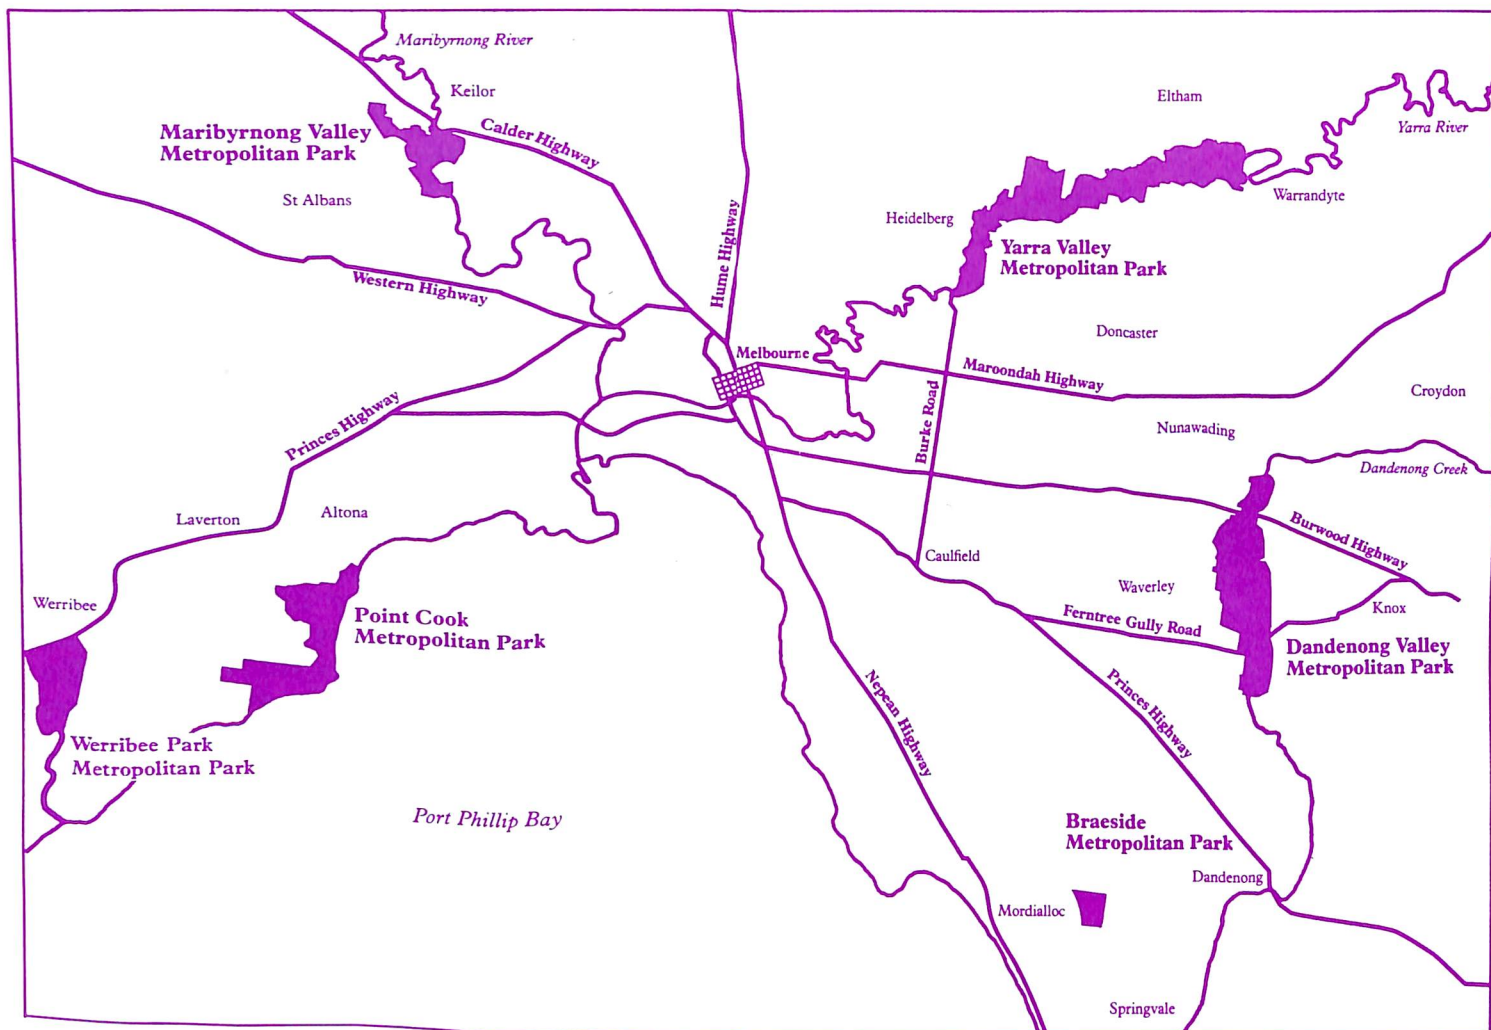 Maribyrnong River
Keilor
Maribyrnong Valley
Metropolitan Park
Calder Highway
St Albans
Western Highway
Hume Highway
Eltham
Yarra River
Warrandyte
Heidelberg
Yarra Valley
Metropolitan Park
Doncaster
Melbourne
Maroondah Highway
Burke Road
Croydon
Nunawading
Dandenong Creek
Princes Highway
Laverton
Altona
Burwood Highway
Caulfield
Waverley
Knox
Ferntree Gully Road
Werribee
Point Cook
Metropolitan Park
Dandenong Valley
Metropolitan Park
Nepean Highway
Princes Highway
Werribee Park
Metropolitan Park
Port Phillip Bay
Braeside
Metropolitan Park
Dandenong
Mordialloc
Springvale